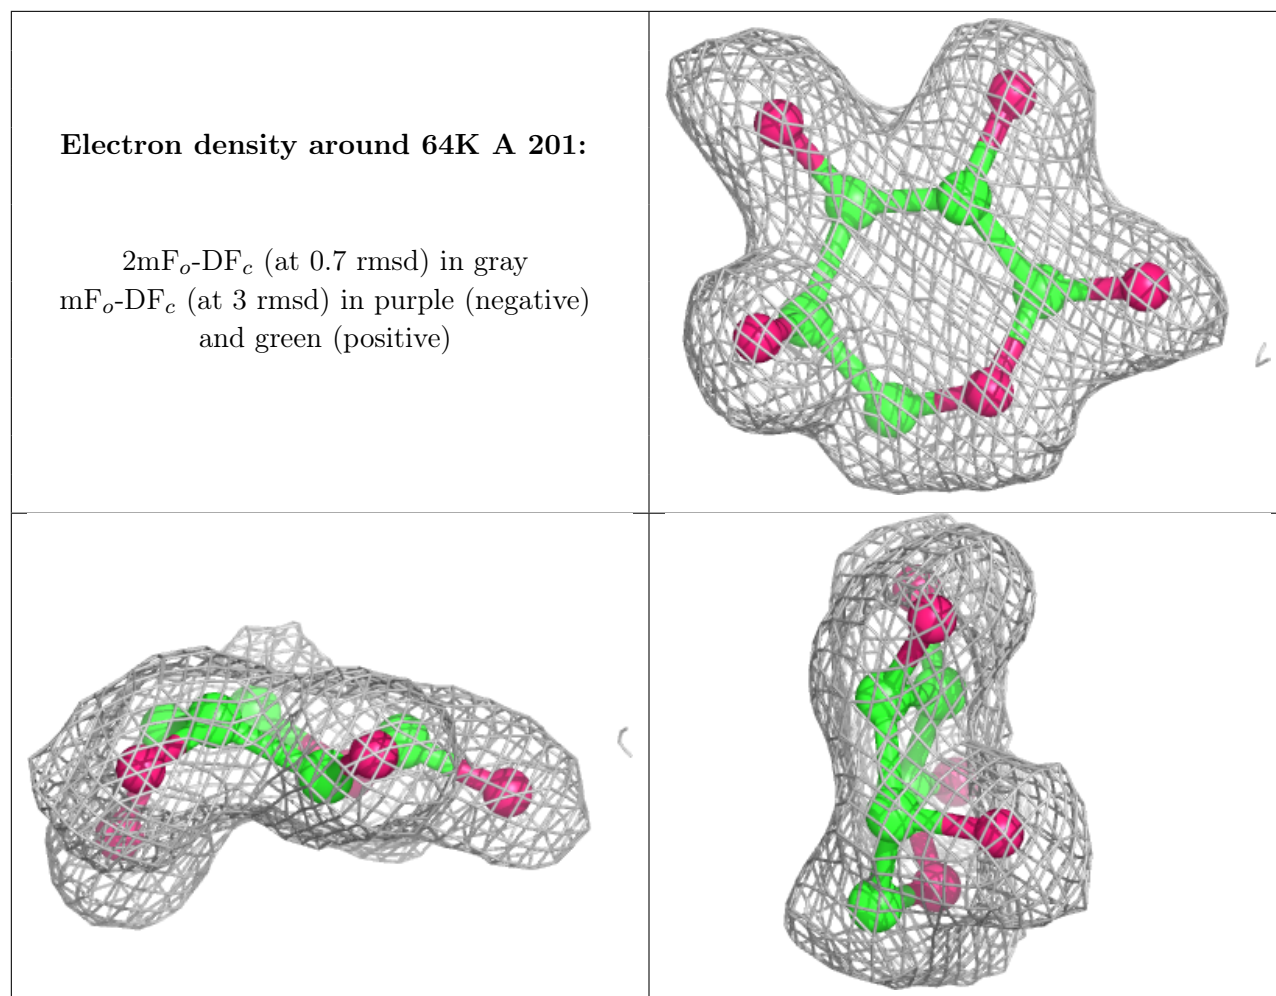 Electron density around 64K A 201:
2mFₒ-DF𝒸 (at 0.7 rmsd) in gray
mFₒ-DF𝒸 (at 3 rmsd) in purple (negative)
and green (positive)